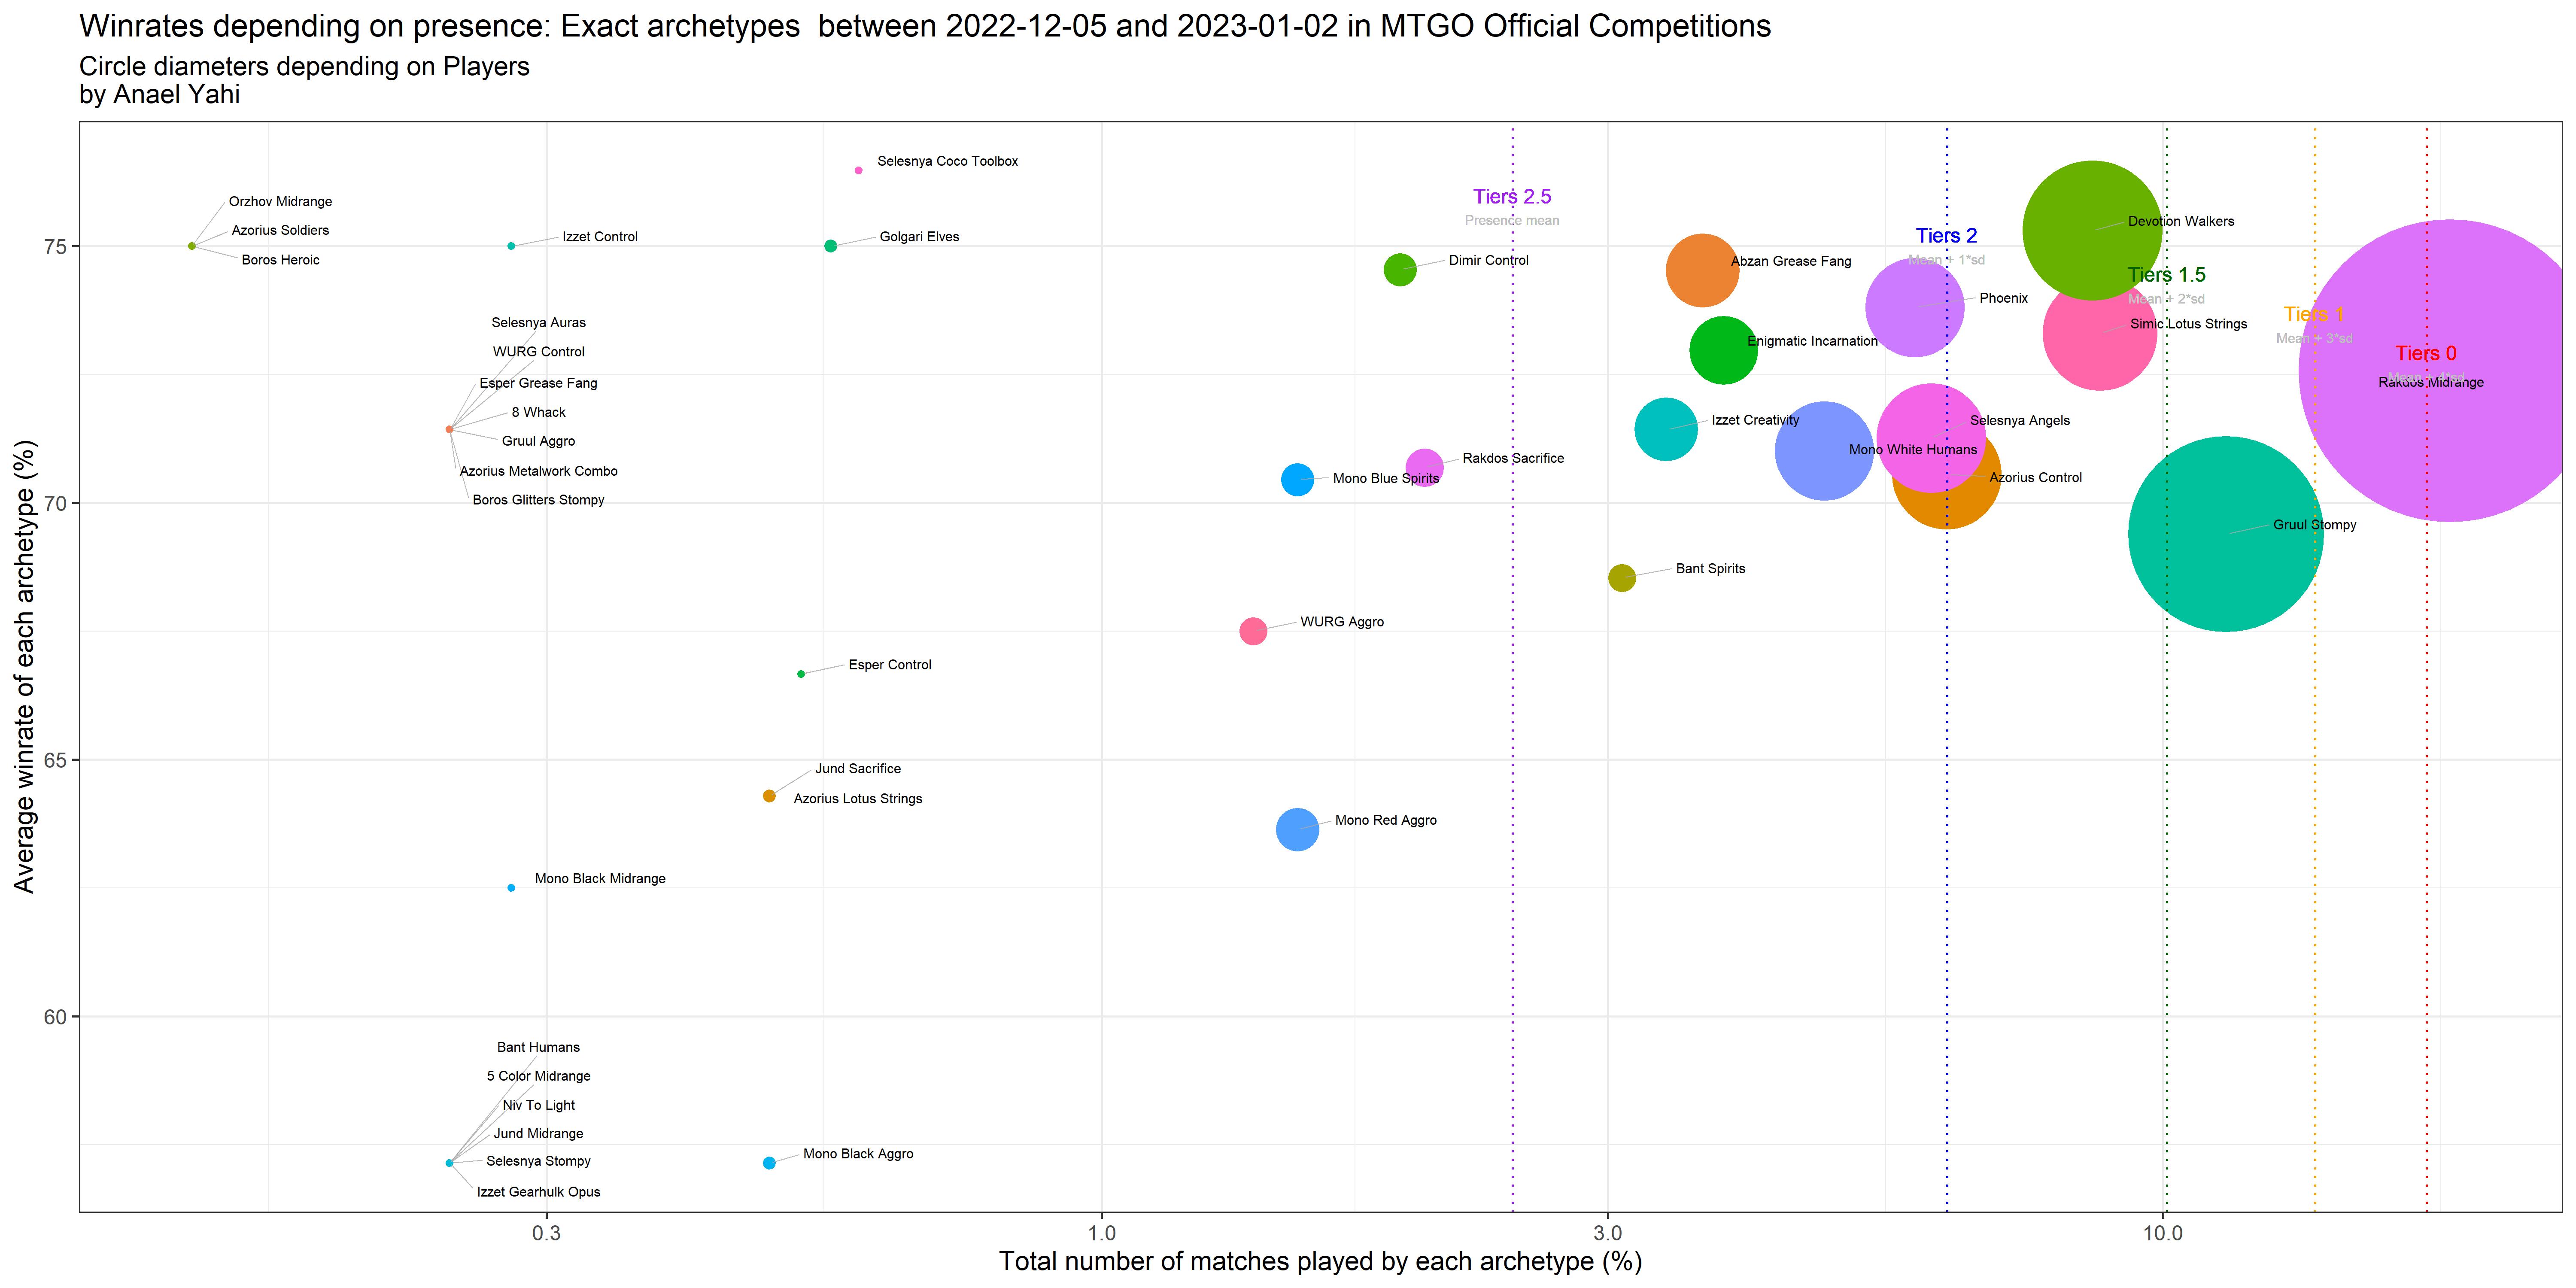 Winrates depending on presence: Exact archetypes  between 2022-12-05 and 2023-01-02 in MTGO Official Competitions
Circle diameters depending on Players
by Anael Yahi
Average winrate of each archetype (%)
75
70
65
60
Selesnya Coco Toolbox
Orzhov Midrange
Azorius Soldiers
Boros Heroic
Izzet Control
Golgari Elves
Selesnya Auras
WURG Control
Esper Grease Fang
8 Whack
Gruul Aggro
Azorius Metalwork Combo
Boros Glitters Stompy
Esper Control
Jund Sacrifice
Azorius Lotus Strings
Mono Black Midrange
Bant Humans
5 Color Midrange
Niv To Light
Jund Midrange
Selesnya Stompy
Izzet Gearhulk Opus
Mono Black Aggro
Dimir Control
Rakdos Sacrifice
Mono Blue Spirits
WURG Aggro
Mono Red Aggro
Tiers 2.5
Presence mean
Abzan Grease Fang
Enigmatic Incarnation
Izzet Creativity
Bant Spirits
Tiers 2
Mean + 1*sd
Phoenix
Selesnya Angels
Mono White Humans
Azorius Control
Devotion Walkers
Tiers 1.5
Mean + 2*sd
Simic Lotus Strings
Tiers 1
Mean + 3*sd
Tiers 0
Mean + 4*sd
Rakdos Midrange
Gruul Stompy
0.3
1.0
3.0
10.0
Total number of matches played by each archetype (%)